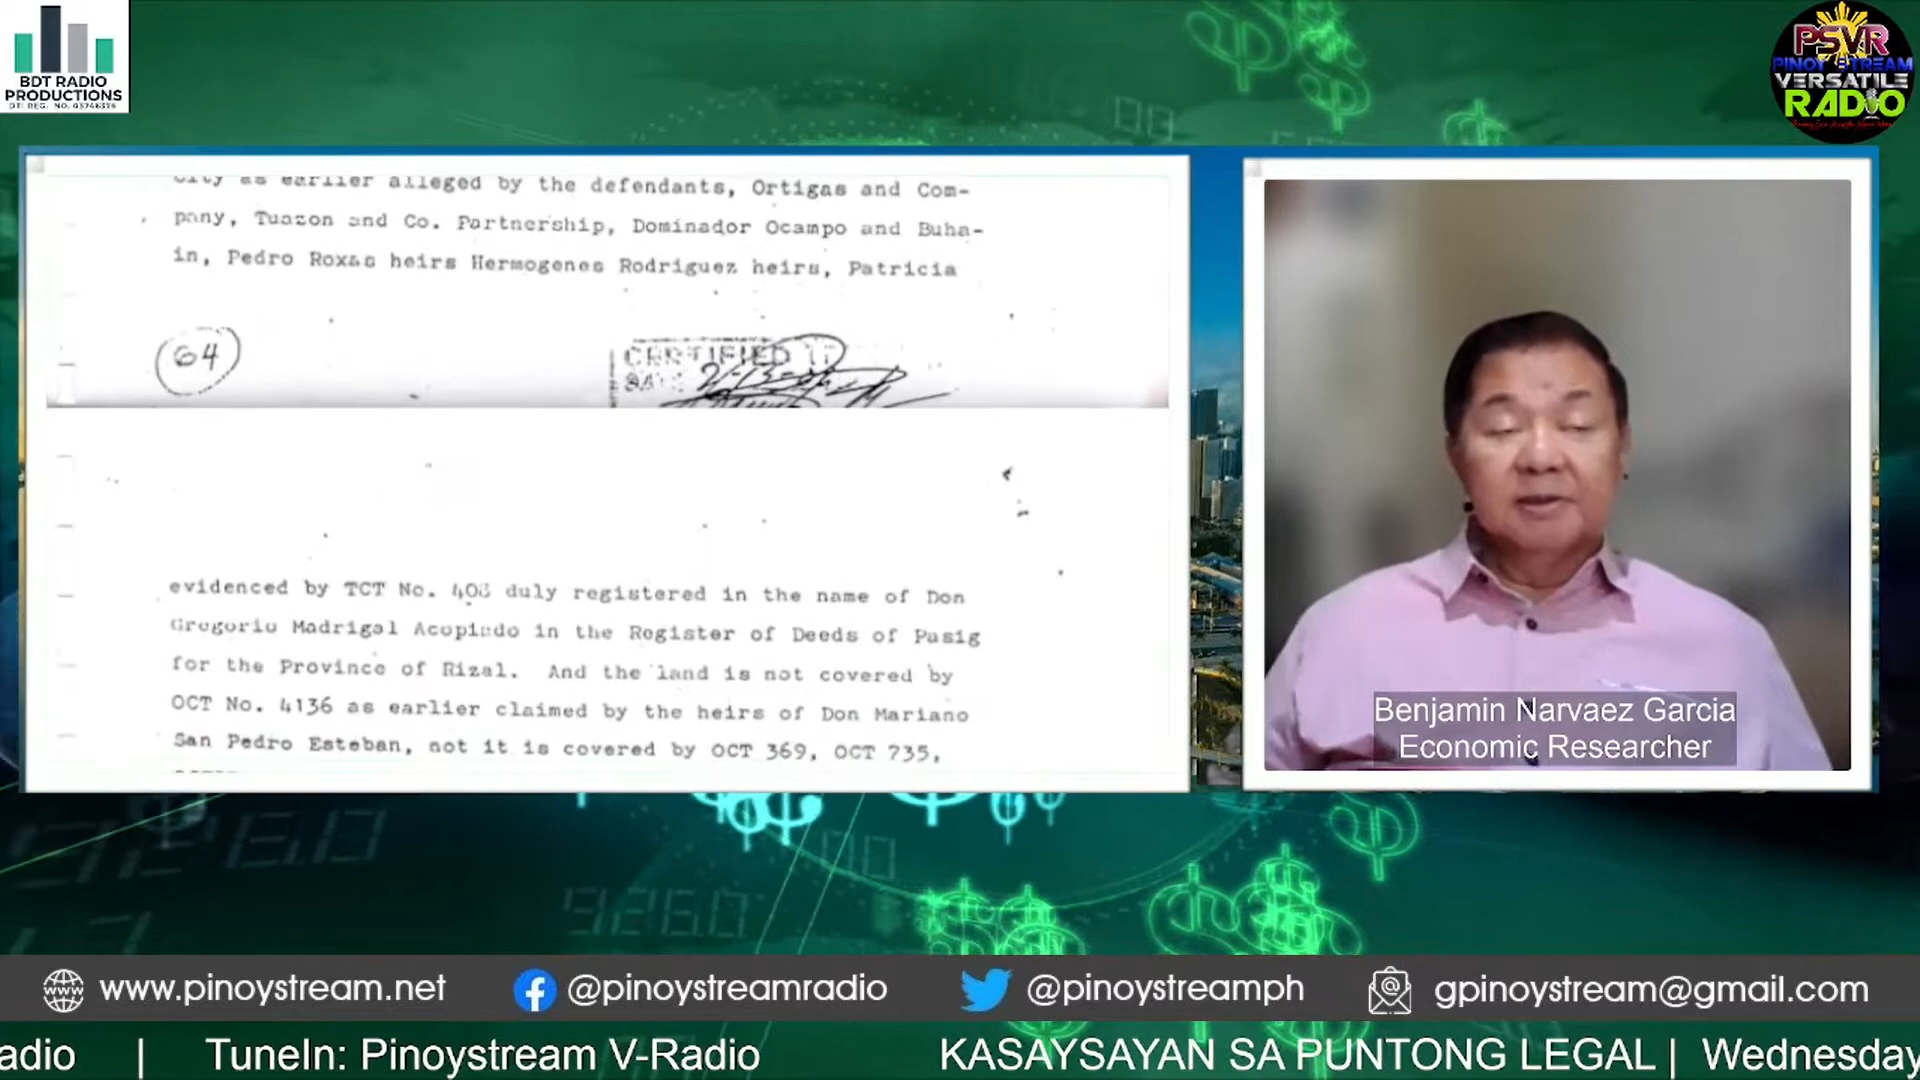 BDT RADIO
PRODUCTIONS
DTI REG. NO. 03748376
PSVR
PINOY STREAM
VERSATILE
RADIO
City as earlier alleged by the defendants, Ortigas and Com-
pany, Tuazon and Co. Partnership, Dominador Ocampo and Buha-
in, Pedro Roxas heirs Hermogenes Rodriguez heirs, Patricia
64
CERTIFIED
evidenced by TCT No. 403 duly registered in the name of Don
Gregorio Madrigal Acopiado in the Register of Deeds of Pasig
for the Province of Rizal. And the land is not covered by
OCT No. 4136 as earlier claimed by the heirs of Don Mariano
San Pedro Esteban, not it is covered by OCT 369, OCT 735,
Benjamin Narvaez Garcia
Economic Researcher
www.pinoystream.net @pinoystreamradio @pinoystreamph gpinoystream@gmail.com
adio | TuneIn: Pinoystream V-Radio KASAYSAYAN SA PUNTONG LEGAL | Wednesday